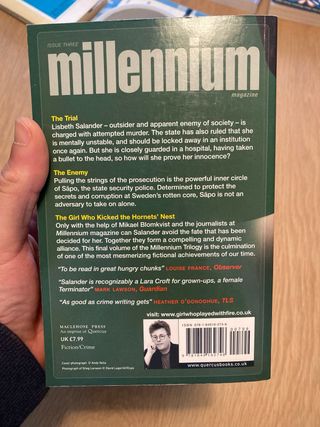 ISSUE THREE
millennium
magazine
The Trial
Lisbeth Salander – outsider and apparent enemy of society – is
charged with attempted murder. The state has also ruled that she
is mentally unstable, and should be locked away in an institution
once again. But she is closely guarded in a hospital, having taken
a bullet to the head, so how will she prove her innocence?
The Enemy
Pulling the strings of the prosecution is the powerful inner circle
of Säpo, the state security police. Determined to protect the
secrets and corruption at Sweden's rotten core, Säpo is not an
adversary to take on alone.
The Girl Who Kicked the Hornets' Nest
Only with the help of Mikael Blomkvist and the journalists at
Millennium magazine can Salander avoid the fate that has been
decided for her. Together they form a compelling and dynamic
alliance. This final volume of the Millennium Trilogy is the culmination
of one of the most mesmerizing fictional achievements of our time.
"To be read in great hungry chunks" LOUISE FRANCE, Observer
"Salander is recognizably a Lara Croft for grown-ups, a female
Terminator" MARK LAWSON, Guardian
"As good as crime writing gets" HEATHER O'DONOGHUE, TLS
visit: www.girlwhoplayedwithfire.co.uk
MACLEHOSE PRESS
An imprint of Quercus
UK £7.99
Fiction/Crime
www.quercusbooks.co.uk